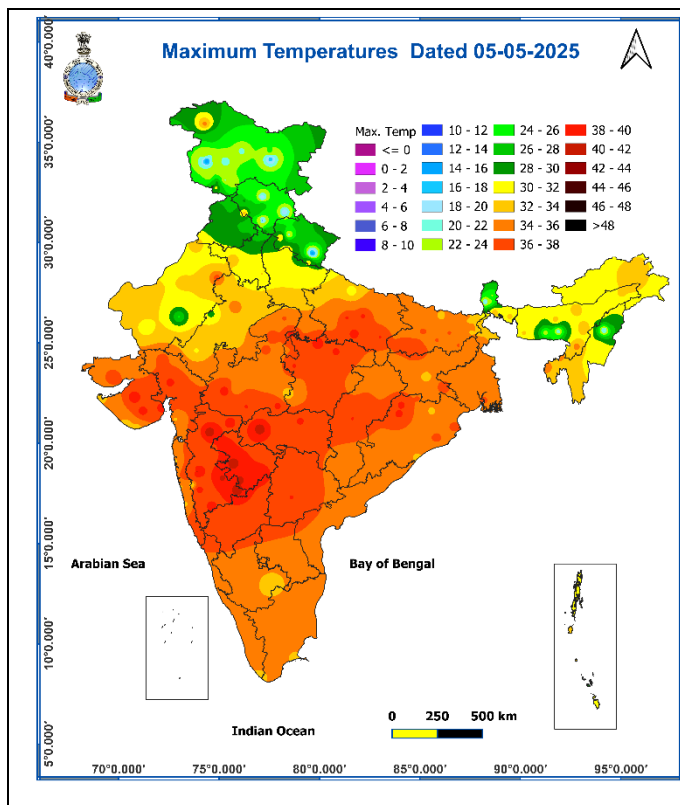 Maximum Temperatures Dated 05-05-2025
Max. Temp
<= 0
0 - 2
2 - 4
4 - 6
6 - 8
8 - 10
10 - 12
12 - 14
14 - 16
16 - 18
18 - 20
20 - 22
22 - 24
24 - 26
26 - 28
28 - 30
30 - 32
32 - 34
34 - 36
36 - 38
38 - 40
40 - 42
42 - 44
44 - 46
46 - 48
>48
40°0.000'
35°0.000'
30°0.000'
25°0.000'
20°0.000'
15°0.000'
10°0.000'
5°0.000'
Arabian Sea
Bay of Bengal
Indian Ocean
0 250 500 km
70°0.000' 75°0.000' 80°0.000' 85°0.000' 90°0.000' 95°0.000'